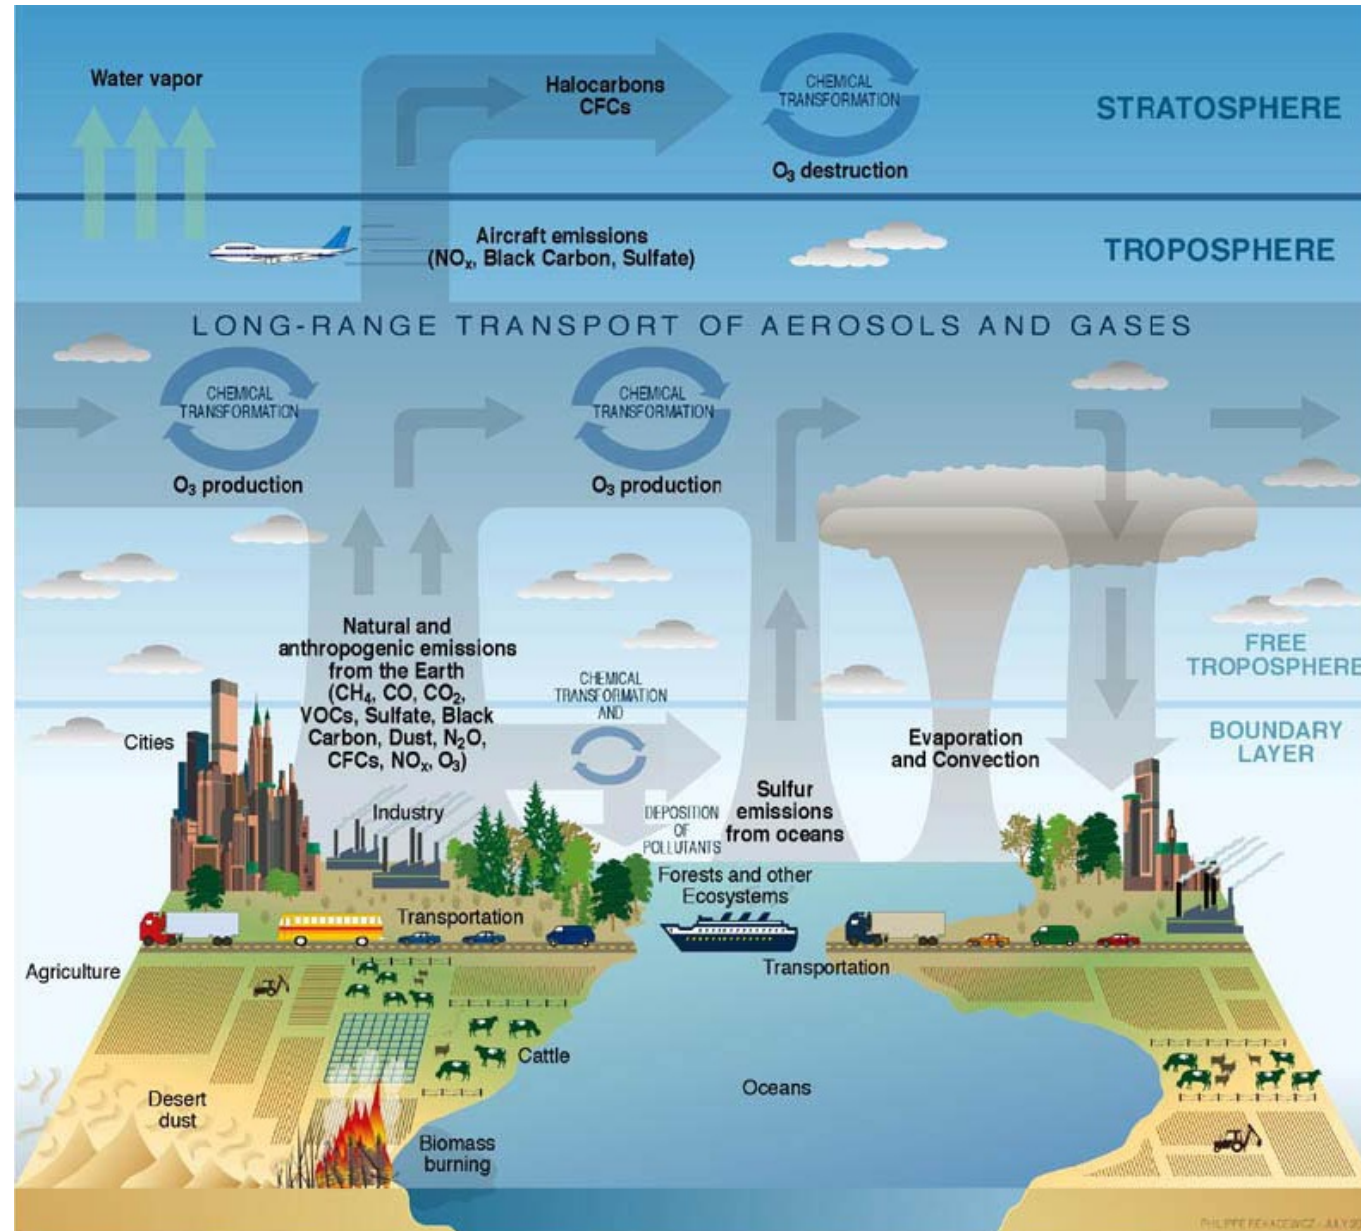 Water vapor
Halocarbons
CFCs
CHEMICAL
TRANSFORMATION
O₃ destruction
STRATOSPHERE
Aircraft emissions
(NOₓ, Black Carbon, Sulfate)
TROPOSPHERE
LONG-RANGE TRANSPORT OF AEROSOLS AND GASES
CHEMICAL
TRANSFORMATION
O₃ production
CHEMICAL
TRANSFORMATION
O₃ production
Natural and
anthropogenic emissions
from the Earth
(CH₄, CO, CO₂,
VOCs, Sulfate, Black
Carbon, Dust, N₂O,
CFCs, NOₓ, O₃)
CHEMICAL
TRANSFORMATION
AND
DEPOSITION
OF
POLLUTANTS
FREE
TROPOSPHERE
BOUNDARY
LAYER
Cities
Industry
Sulfur
emissions
from oceans
Evaporation
and Convection
Forests and other
Ecosystems
Transportation
Transportation
Agriculture
Cattle
Desert
dust
Oceans
Biomass
burning
PHILIPPE REKACEWICZ - JULY